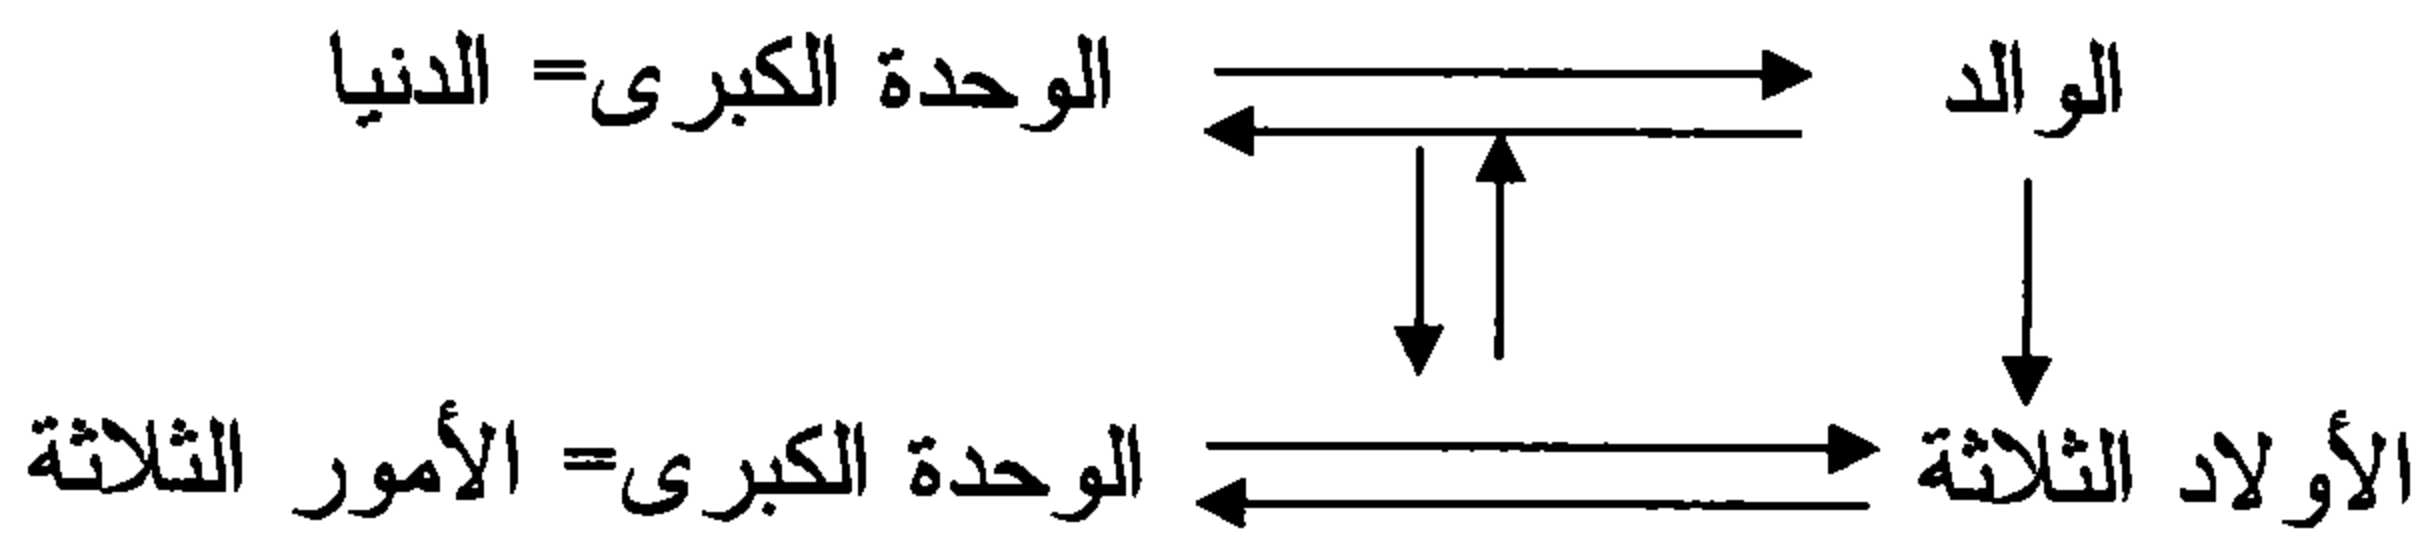 الوالد الوحدة الكبرى= الدنيا
الأولاد الثلاثة الوحدة الكبرى= الأمور الثلاثة